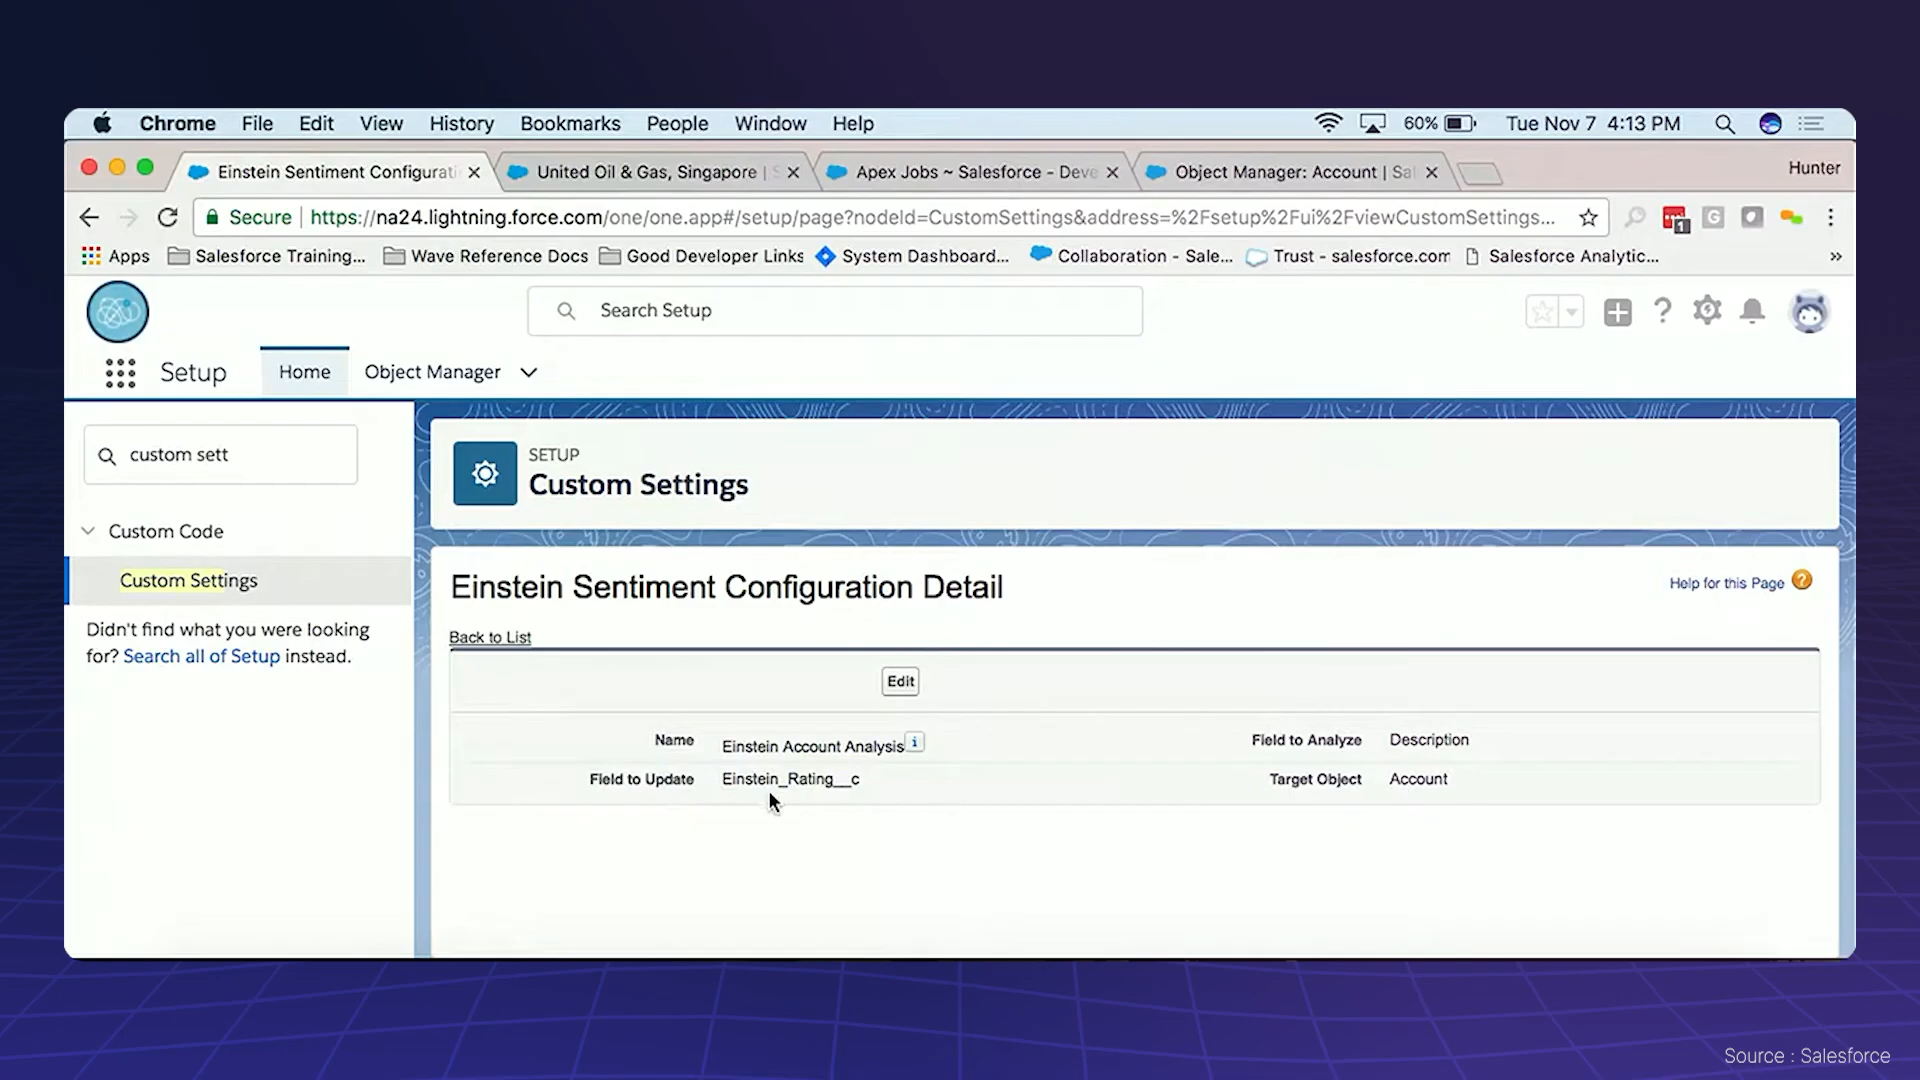 Chrome File Edit View History Bookmarks People Window Help 60% Tue Nov 7 4:13 PM
Einstein Sentiment Configurati United Oil & Gas, Singapore | S Apex Jobs ~ Salesforce - Deve Object Manager: Account | Sal Hunter
Secure https://na24.lightning.force.com/one/one.app#/setup/page?nodeId=CustomSettings&address=%2Fsetup%2Fui%2FviewCustomSettings... 1 G
Apps Salesforce Training... Wave Reference Docs Good Developer Links System Dashboard... Collaboration - Sale... Trust - salesforce.com Salesforce Analytic... »
Search Setup ?
Setup Home Object Manager
custom sett
SETUP
Custom Settings
Custom Code
Custom Settings
Didn't find what you were looking
for? Search all of Setup instead.
Einstein Sentiment Configuration Detail
Help for this Page ?
Back to List
Edit
Name Einstein Account Analysis i Field to Analyze Description
Field to Update Einstein_Rating__c Target Object Account
Source : Salesforce